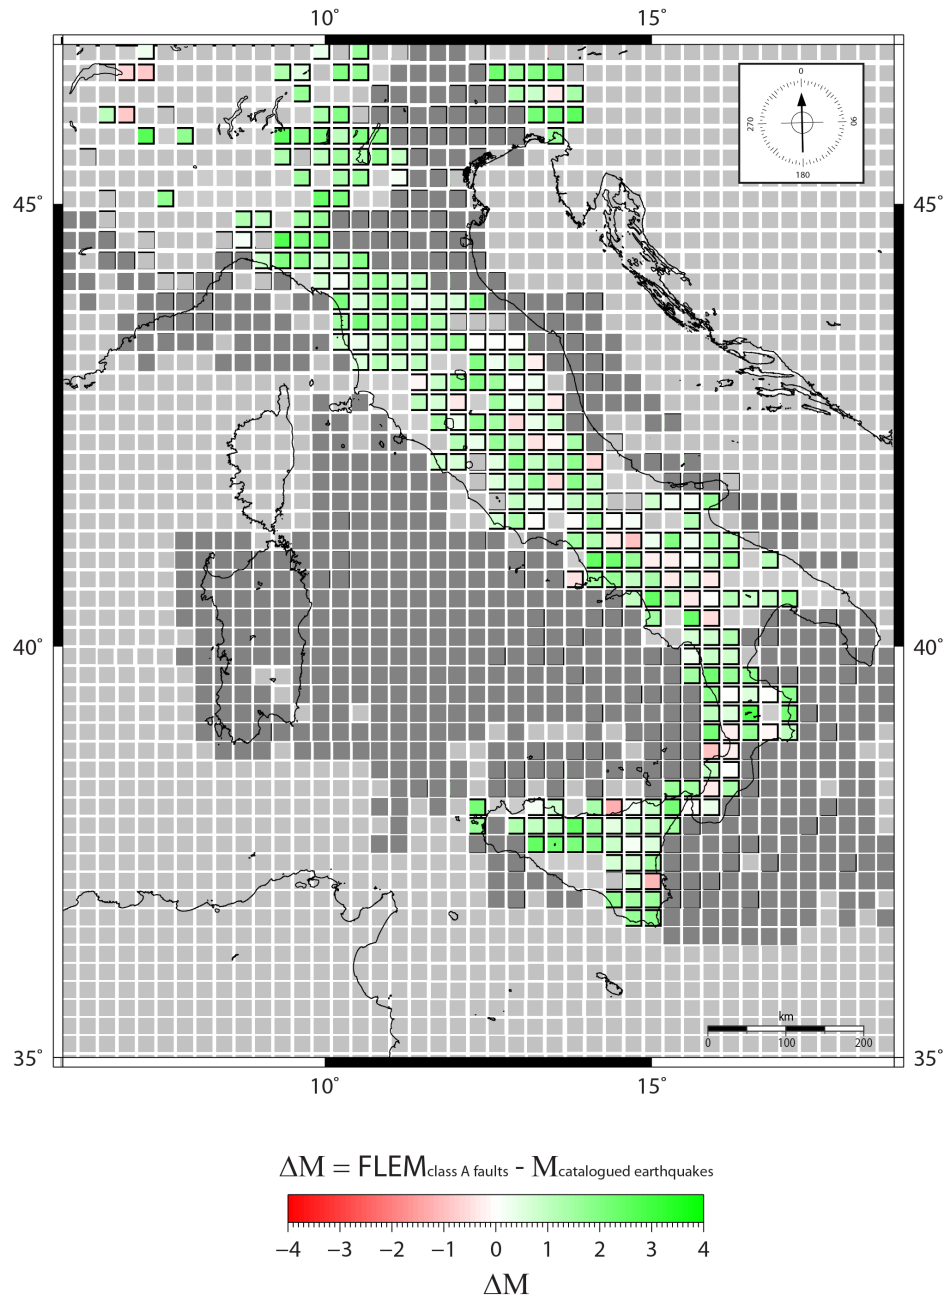 10° 15°
0
270 90
180
45° 45°
40° 40°
km
0 100 200
35° 35°
10° 15°
ΔM = FLEMclass A faults - Mcatalogued earthquakes
−4 −3 −2 −1 0 1 2 3 4
ΔM